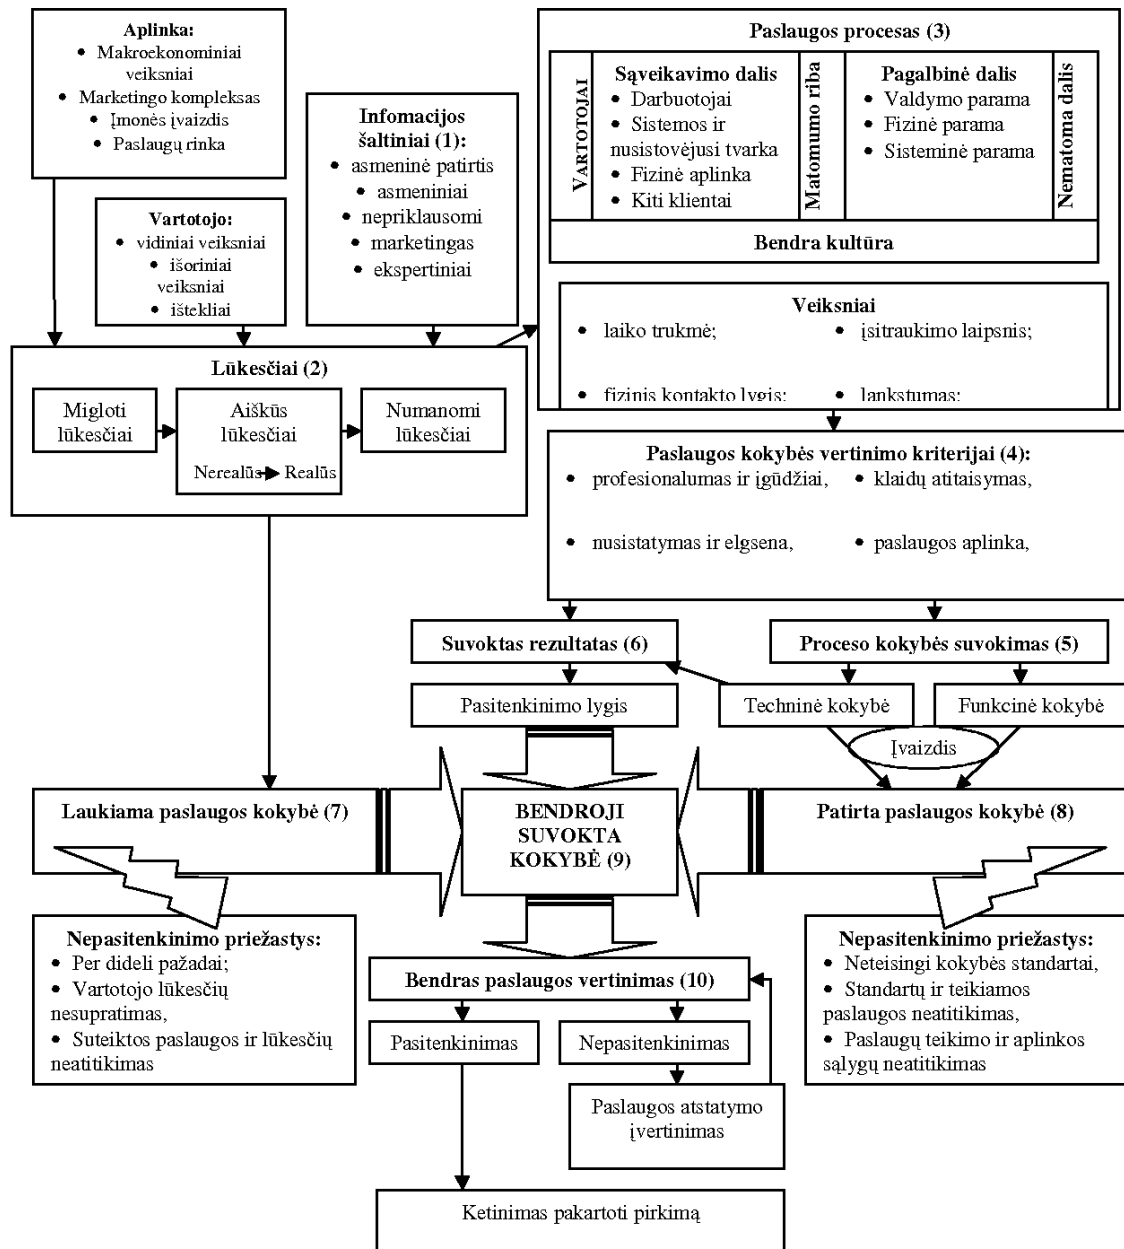 Aplinka:
• Makroekonominiai
veiksniai
• Marketingo kompleksas
• Įmonės įvaizdis
• Paslaugų rinka
Vartotojo:
• vidiniai veiksniai
• išoriniai
veiksniai
• ištekliai
Infomacijos
šaltiniai (1):
• asmeninė patirtis
• asmeniniai
• nepriklausomi
• marketingas
• ekspertiniai
Paslaugos procesas (3)
VARTOTOJAI
Sąveikavimo dalis
• Darbuotojai
• Sistemos ir
nusistovėjusi tvarka
• Fizinė aplinka
• Kiti klientai
Matomumo riba
Pagalbinė dalis
• Valdymo parama
• Fizinė parama
• Sisteminė parama
Nematoma dalis
Bendra kultūra
Veiksniai
• laiko trukmė; • įsitraukimo laipsnis;
• fizinis kontakto lygis; • lankstumas;
Lūkesčiai (2)
Migloti
lūkesčiai
Aiškūs
lūkesčiai
Nerealūs Realūs
Numanomi
lūkesčiai
Paslaugos kokybės vertinimo kriterijai (4):
• profesionalumas ir įgūdžiai, • klaidų atitaisymas,
• nusistatymas ir elgsena, • paslaugos aplinka,
Suvoktas rezultatas (6)
Proceso kokybės suvokimas (5)
Pasitenkinimo lygis
Techninė kokybė
Funkcinė kokybė
Įvaizdis
Laukiama paslaugos kokybė (7)
BENDROJI
SUVOKTA
KOKYBĖ (9)
Patirta paslaugos kokybė (8)
Nepasitenkinimo priežastys:
• Per dideli pažadai;
• Vartotojo lūkesčių
nesupratimas,
• Suteiktos paslaugos ir lūkesčių
neatitikimas
Nepasitenkinimo priežastys:
• Neteisingi kokybės standartai,
• Standartų ir teikiamos
paslaugos neatitikimas,
• Paslaugų teikimo ir aplinkos
sąlygų neatitikimas
Bendras paslaugos vertinimas (10)
Pasitenkinimas
Nepasitenkinimas
Paslaugos atstatymo
įvertinimas
Ketinimas pakartoti pirkimą